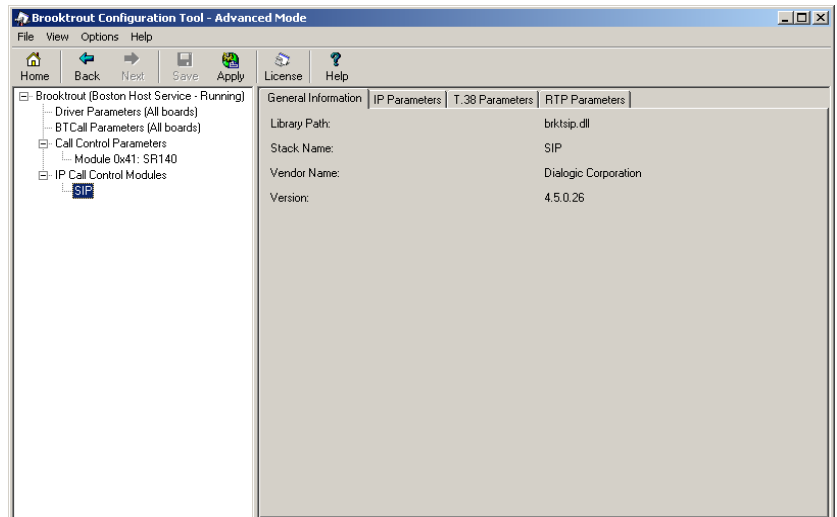 Brooktrout Configuration Tool - Advanced Mode
File View Options Help
Home Back Next Save Apply License Help
Brooktrout (Boston Host Service - Running)
Driver Parameters (All boards)
BTCall Parameters (All boards)
Call Control Parameters
Module 0x41: SR140
IP Call Control Modules
SIP
General Information IP Parameters T.38 Parameters RTP Parameters
Library Path: brktsip.dll
Stack Name: SIP
Vendor Name: Dialogic Corporation
Version: 4.5.0.26